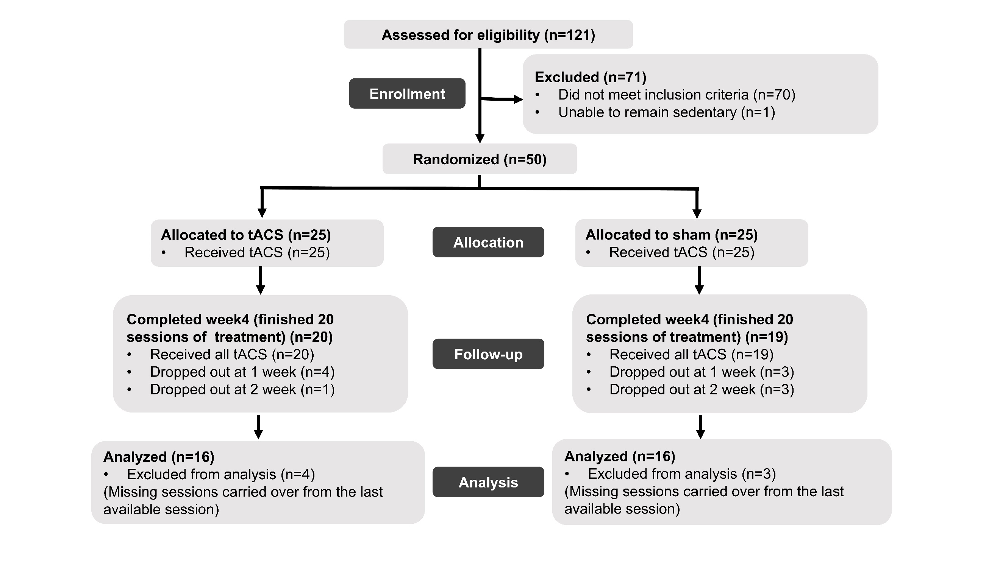 Assessed for eligibility (n=121)
Enrollment
Excluded (n=71)
• Did not meet inclusion criteria (n=70)
• Unable to remain sedentary (n=1)
Randomized (n=50)
Allocated to tACS (n=25)
• Received tACS (n=25)
Allocation
Allocated to sham (n=25)
• Received tACS (n=25)
Completed week4 (finished 20
sessions of  treatment) (n=20)
• Received all tACS (n=20)
• Dropped out at 1 week (n=4)
• Dropped out at 2 week (n=1)
Follow-up
Completed week4 (finished 20
sessions of treatment) (n=19)
• Received all tACS (n=19)
• Dropped out at 1 week (n=3)
• Dropped out at 2 week (n=3)
Analyzed (n=16)
• Excluded from analysis (n=4)
(Missing sessions carried over from the last
available session)
Analysis
Analyzed (n=16)
• Excluded from analysis (n=3)
(Missing sessions carried over from the last
available session)